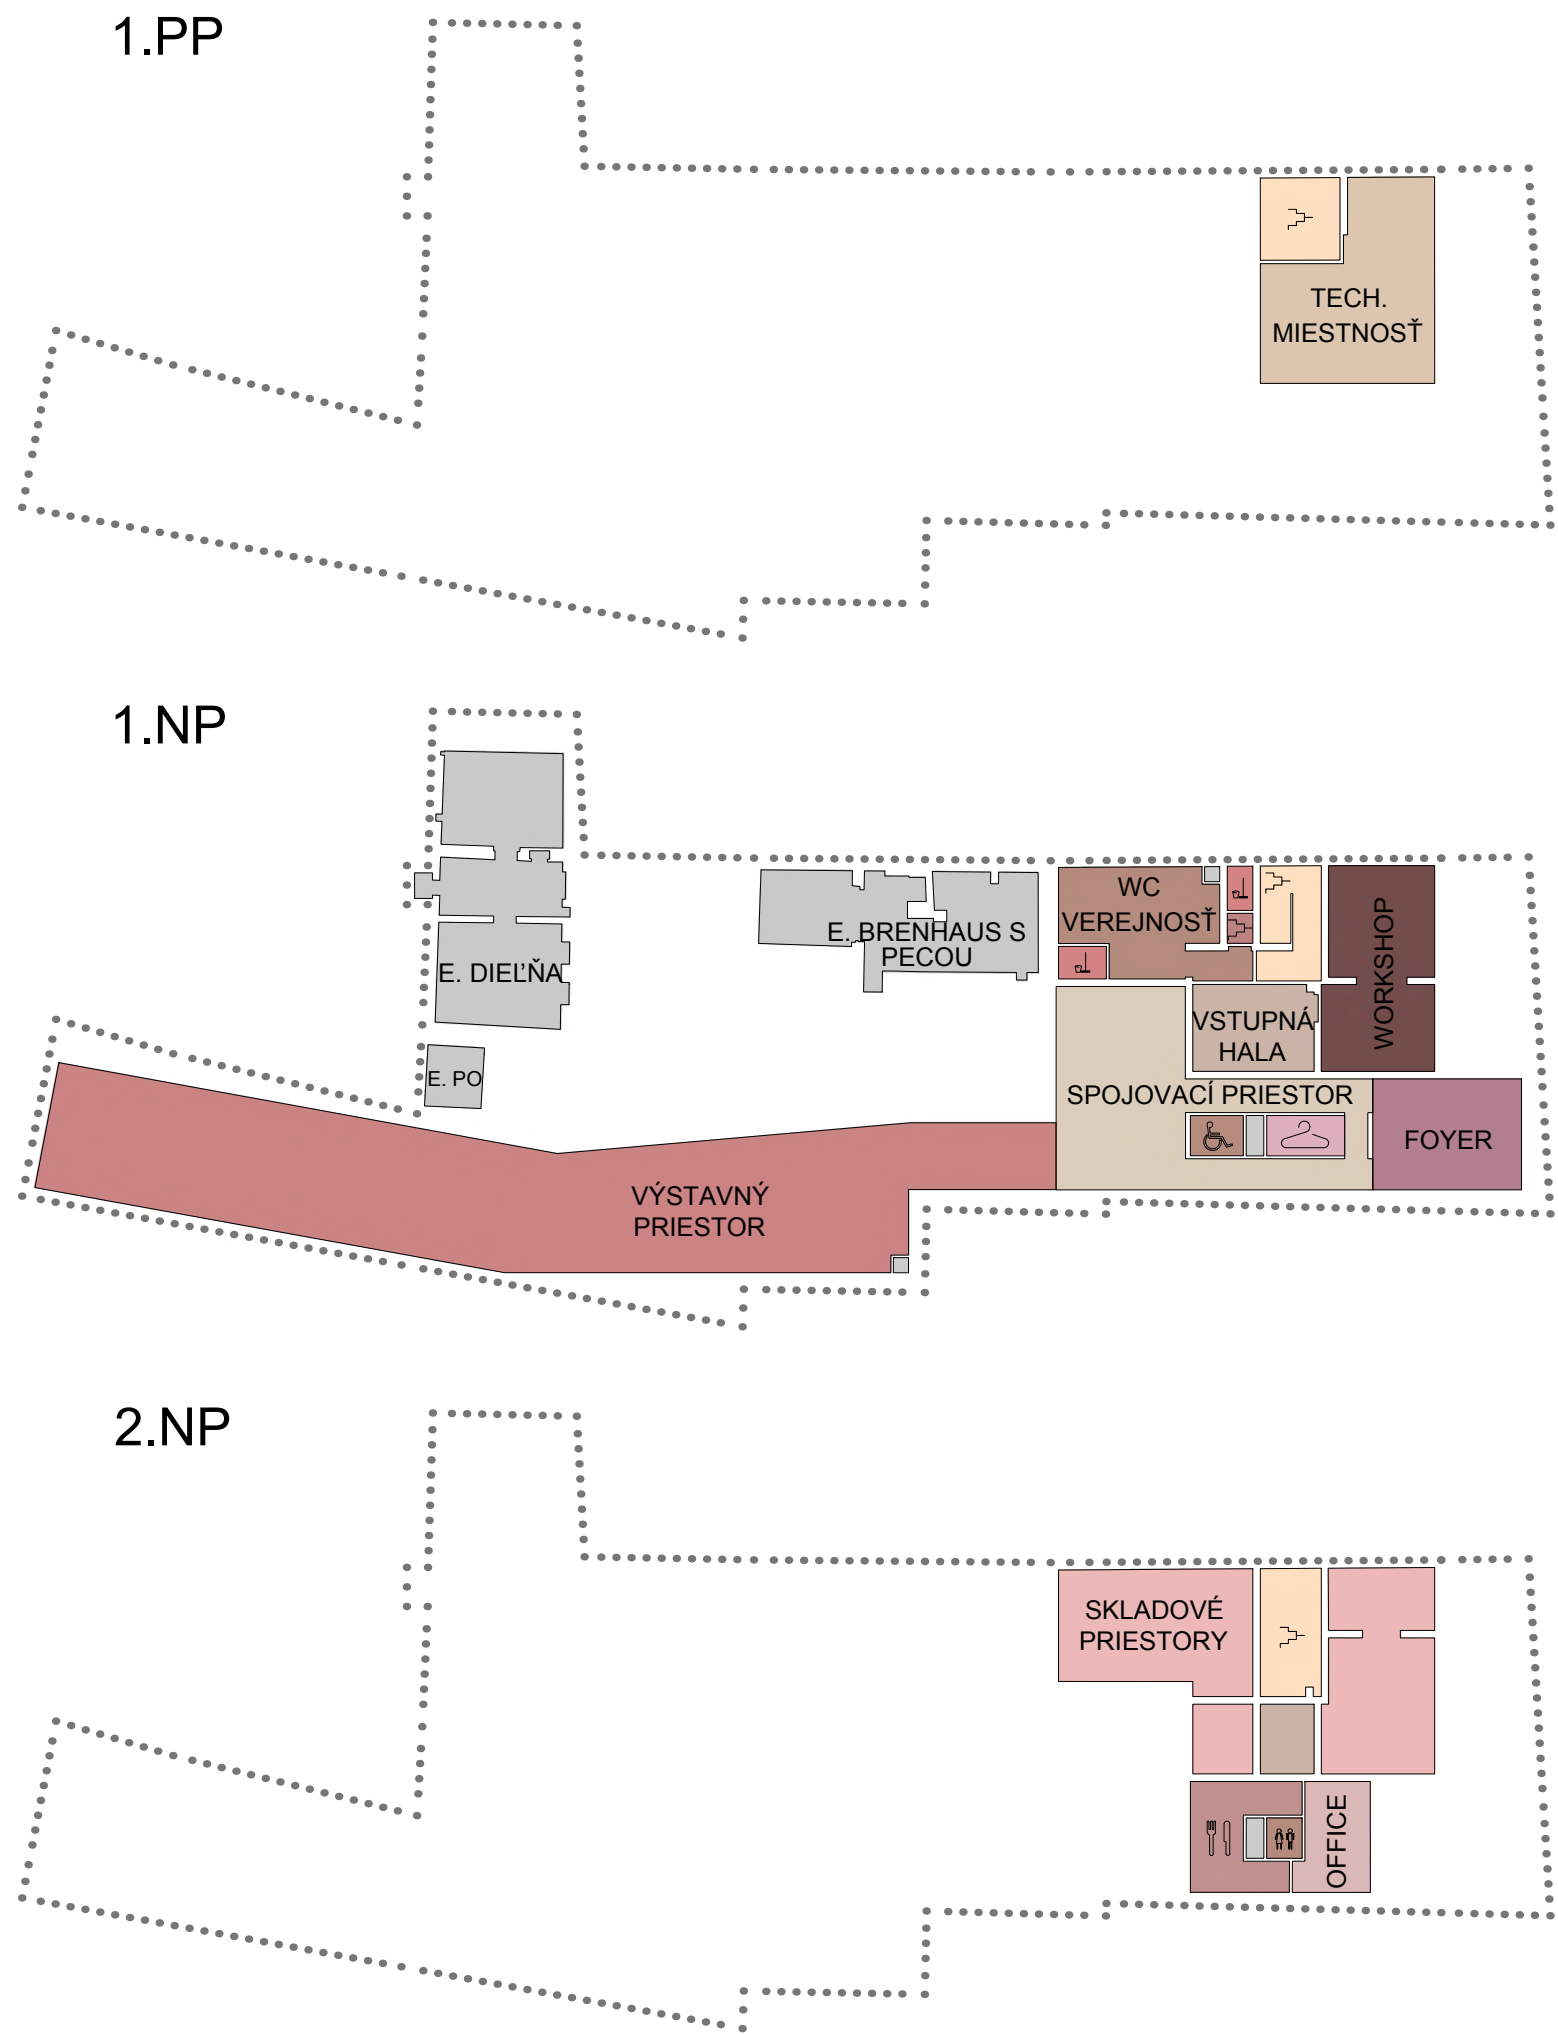 1.PP
TECH.
MIESTNOSŤ
1.NP
WC
VEREJNOSŤ
WORKSHOP
E. BRENHAUS S
PECOU
E. DIEĽŇA
VSTUPNÁ
HALA
E. PO
SPOJOVACÍ PRIESTOR
FOYER
VÝSTAVNÝ
PRIESTOR
2.NP
SKLADOVÉ
PRIESTORY
OFFICE